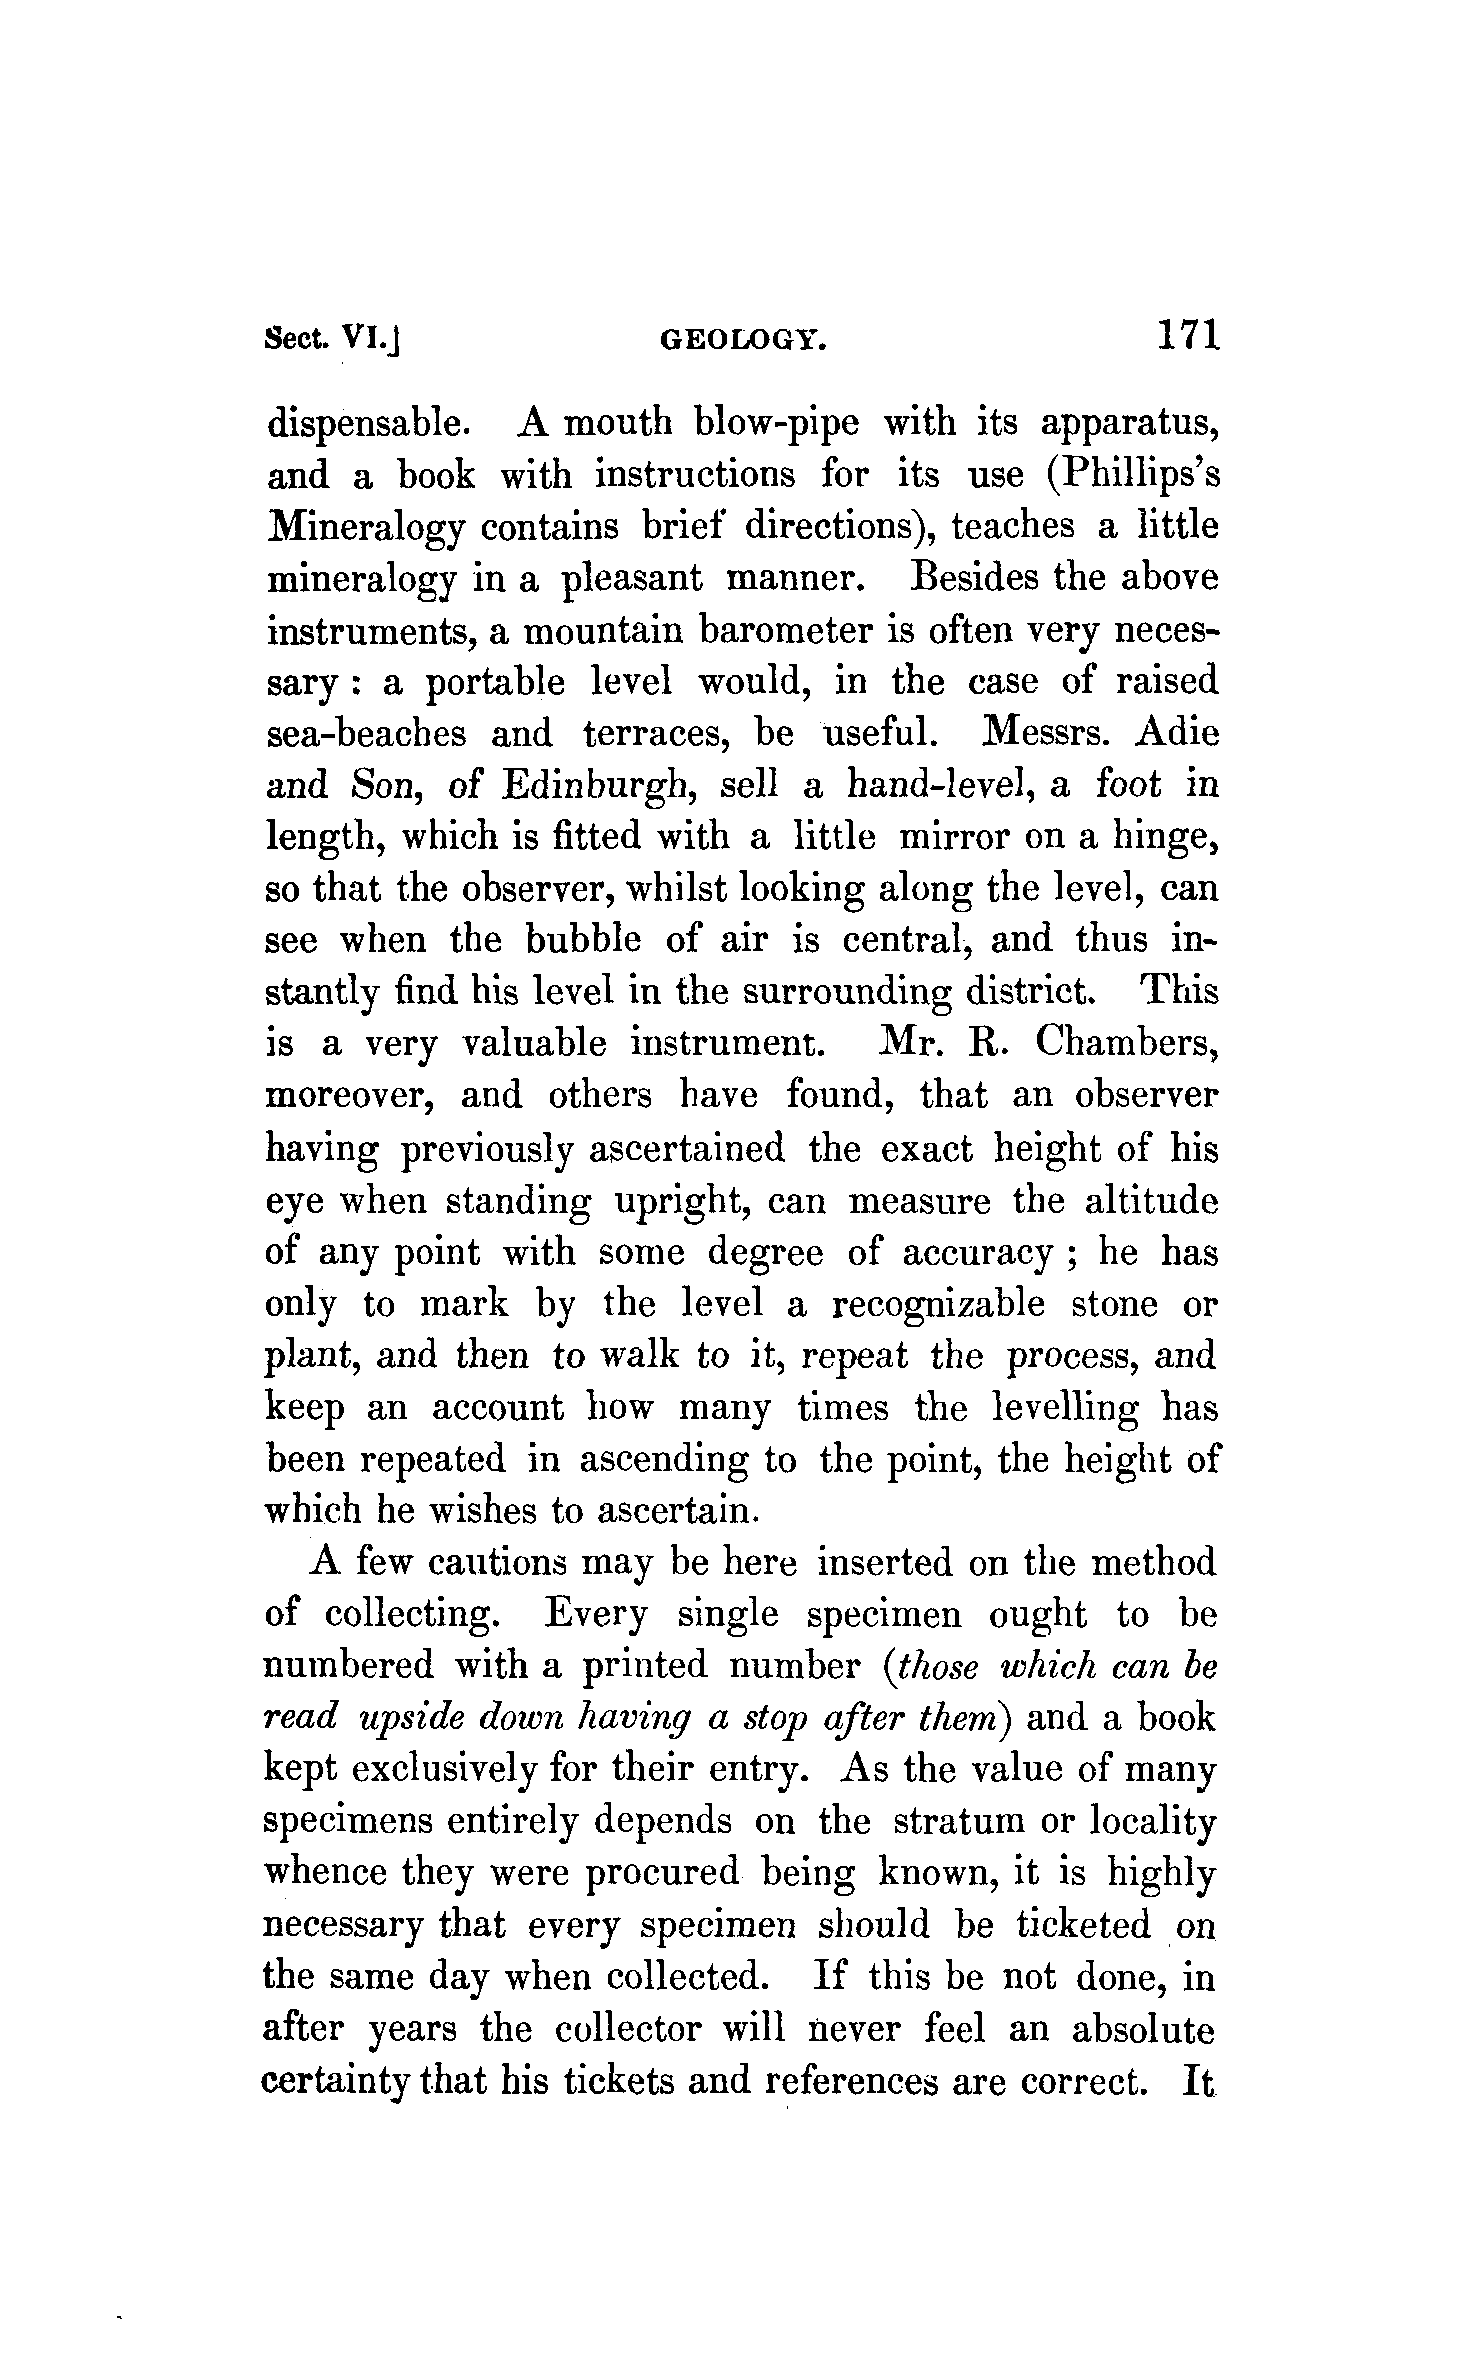 Sect. VI.] GEOLOGY. 171
dispensable. A mouth blow-pipe with its apparatus,
and a book with instructions for its use (Phillips's
Mineralogy contains brief directions), teaches a little
mineralogy in a pleasant manner. Besides the above
instruments, a mountain barometer is often very neces-
sary : a portable level would, in the case of raised
sea-beaches and terraces, be useful. Messrs. Adie
and Son, of Edinburgh, sell a hand-level, a foot in
length, which is fitted with a little mirror on a hinge,
so that the observer, whilst looking along the level, can
see when the bubble of air is central, and thus in-
stantly find his level in the surrounding district. This
is a very valuable instrument. Mr. R. Chambers,
moreover, and others have found, that an observer
having previously ascertained the exact height of his
eye when standing upright, can measure the altitude
of any point with some degree of accuracy ; he has
only to mark by the level a recognizable stone or
plant, and then to walk to it, repeat the process, and
keep an account how many times the levelling has
been repeated in ascending to the point, the height of
which he wishes to ascertain.
A few cautions may be here inserted on the method
of collecting. Every single specimen ought to be
numbered with a printed number (those which can be
read upside down having a stop after them) and a book
kept exclusively for their entry. As the value of many
specimens entirely depends on the stratum or locality
whence they were procured being known, it is highly
necessary that every specimen should be ticketed on
the same day when collected. If this be not done, in
after years the collector will never feel an absolute
certainty that his tickets and references are correct. It